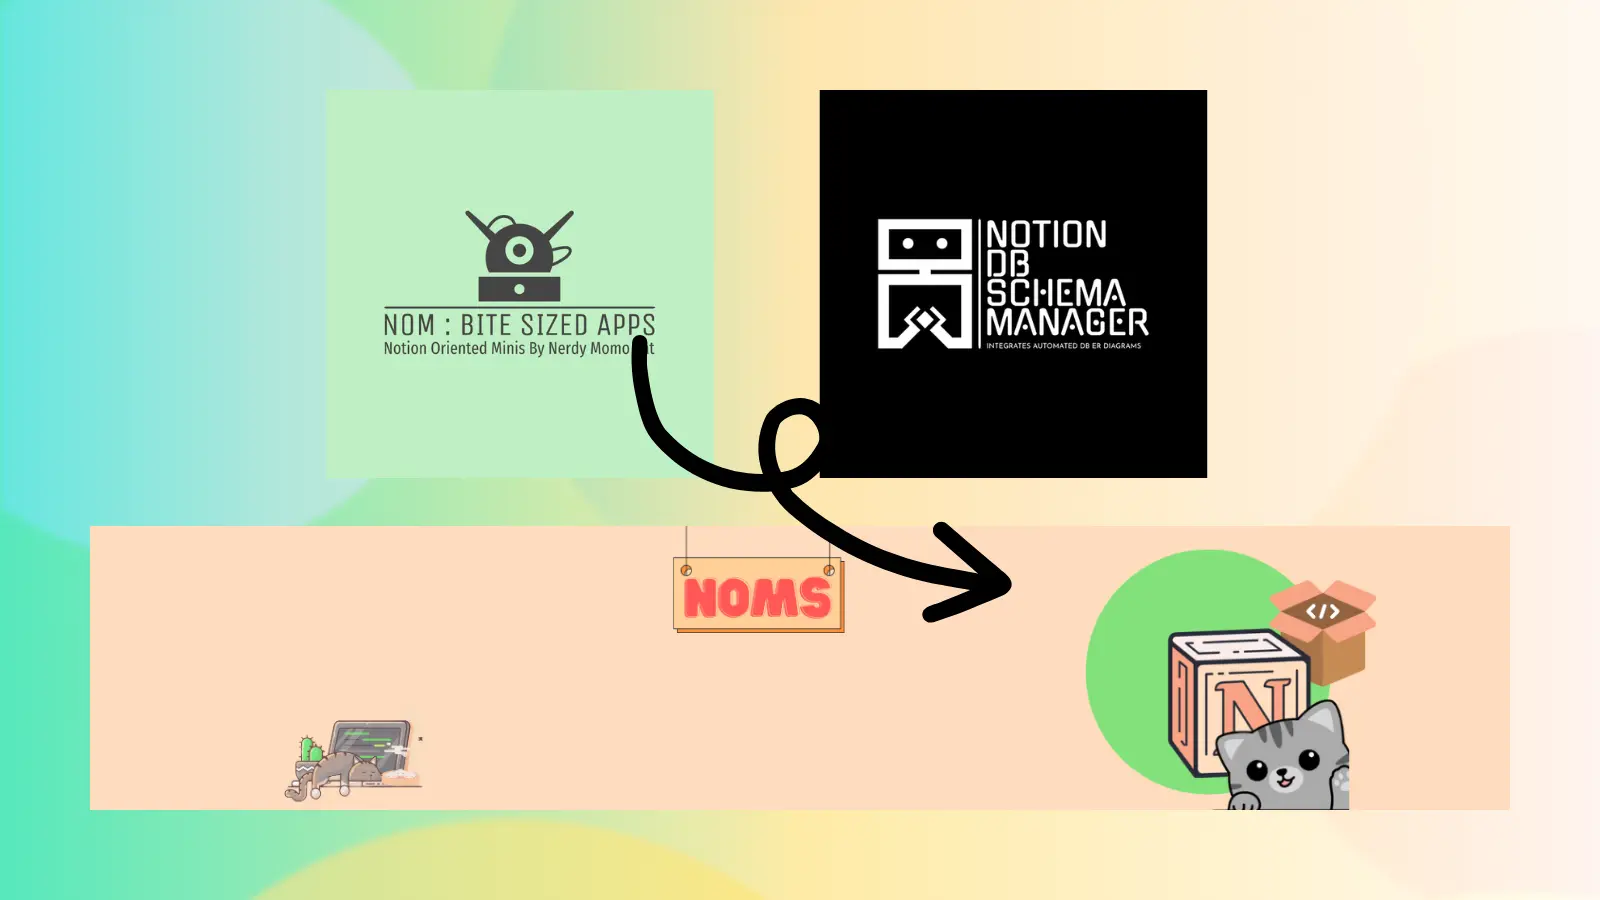 NOM : BITE SIZED APPS
Notion Oriented Minis By Nerdy
NOTION
DB
SCHEMA
MANAGER
INTEGRATES AUTOMATED DB ER DIAGRAMS
NOMS
</>
N